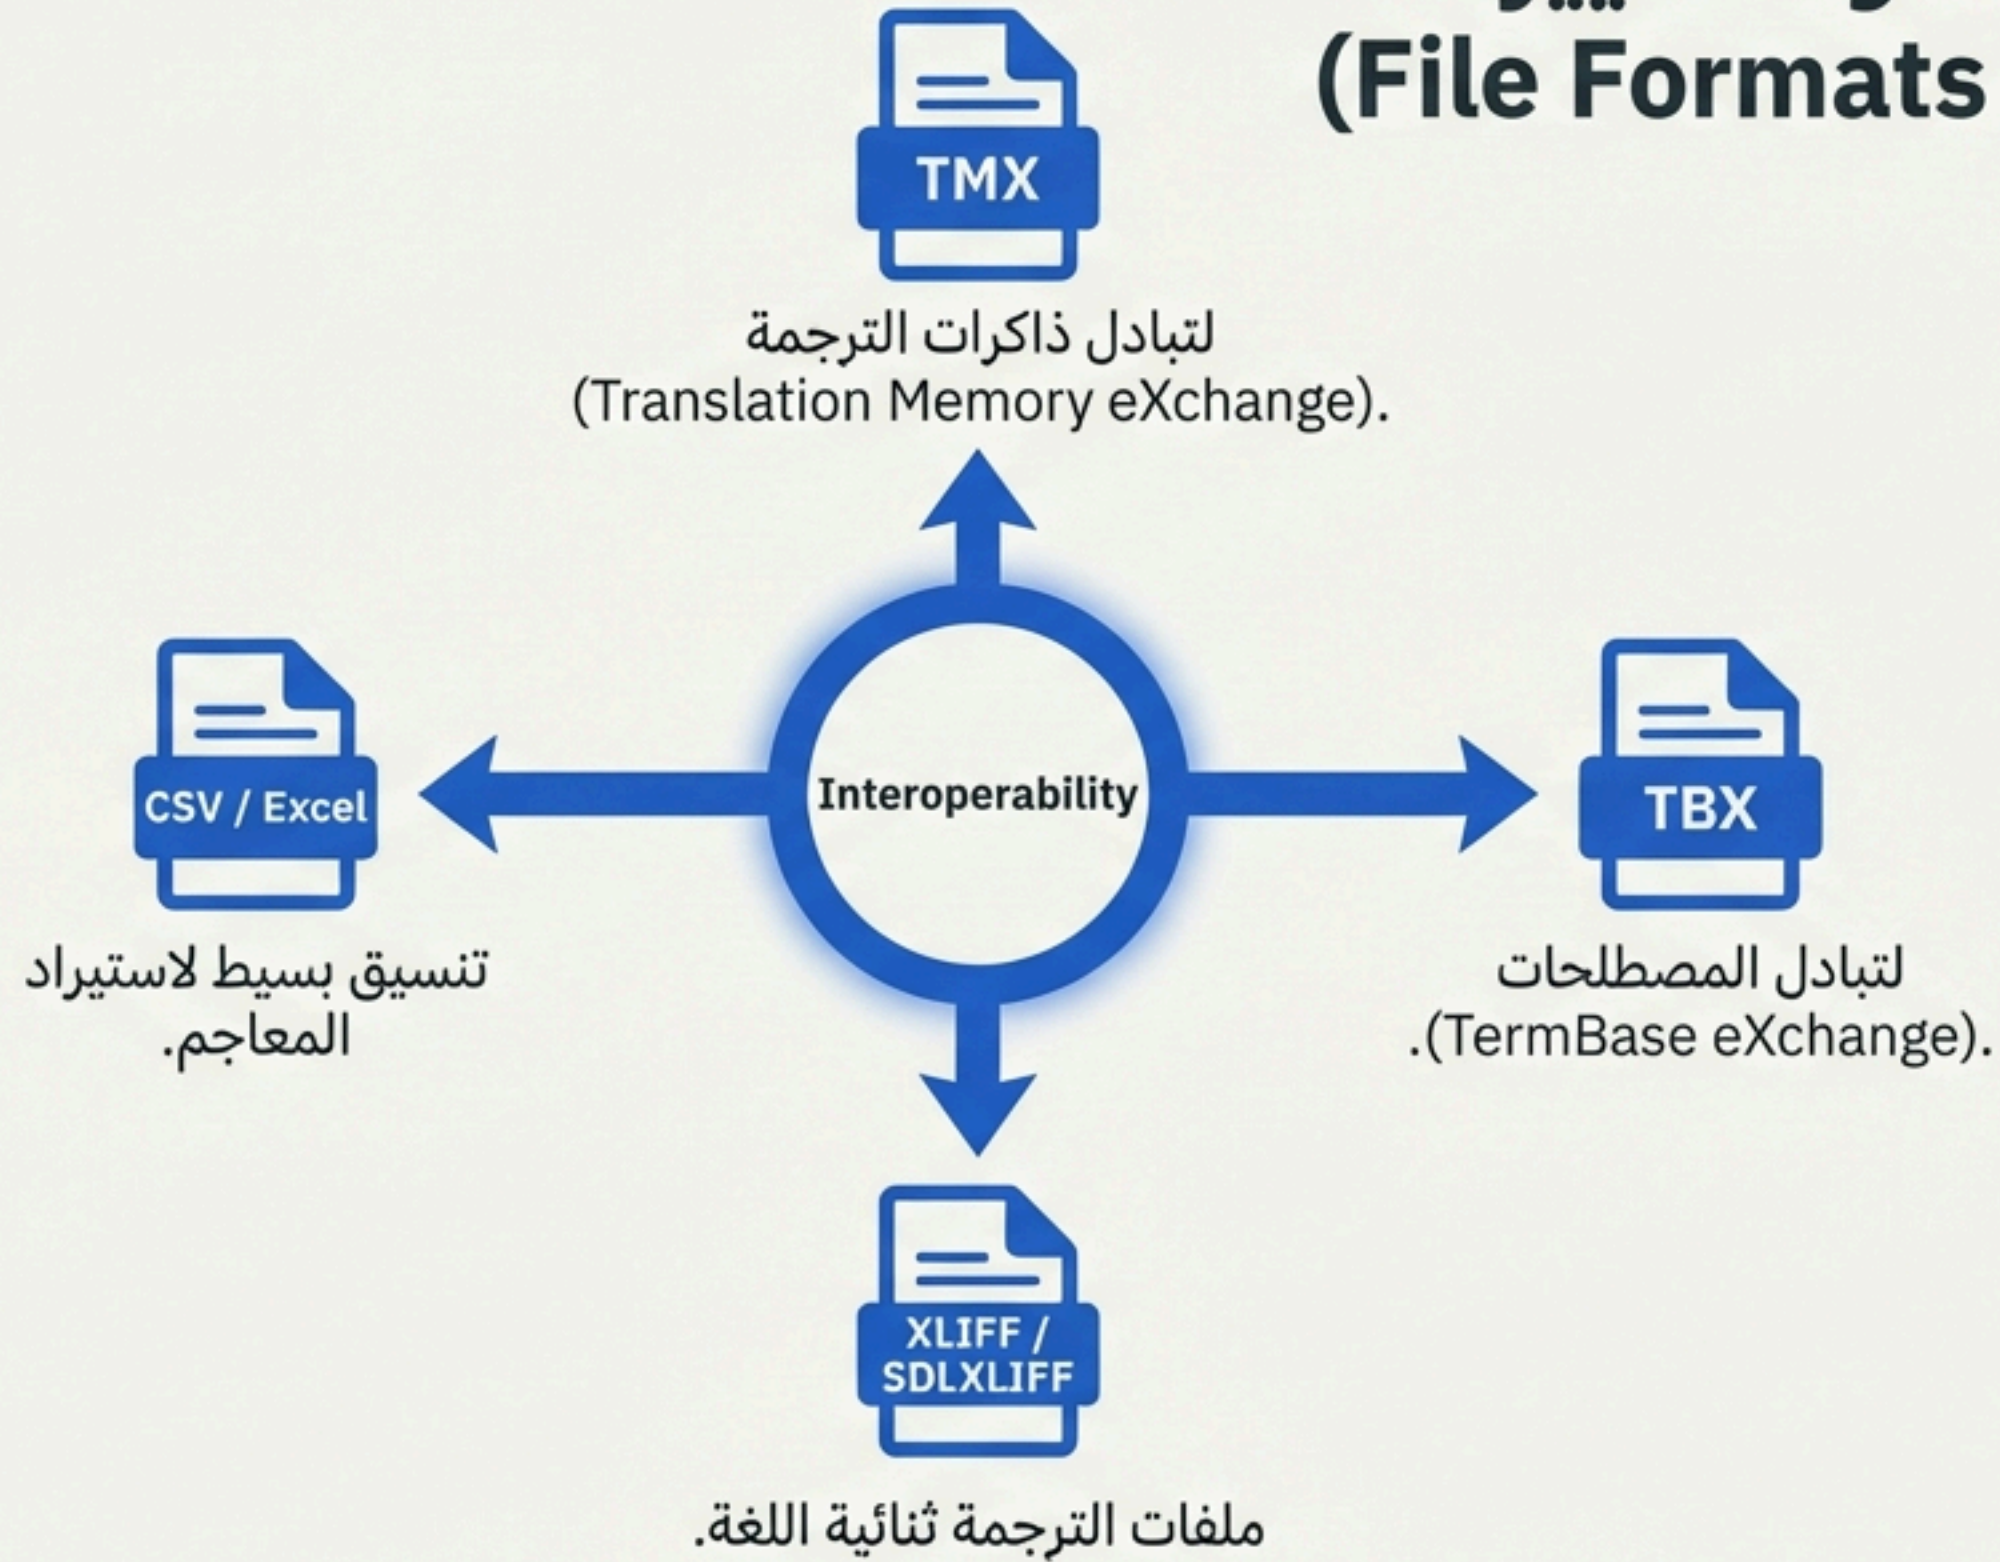 (File Formats
TMX
لتبادل ذاكرات الترجمة
(Translation Memory eXchange).
CSV / Excel
تنسيق بسيط لاستيراد
المعاجم.
Interoperability
TBX
لتبادل المصطلحات
.(TermBase eXchange).
XLIFF /
SDLXLIFF
ملفات الترجمة ثنائية اللغة.